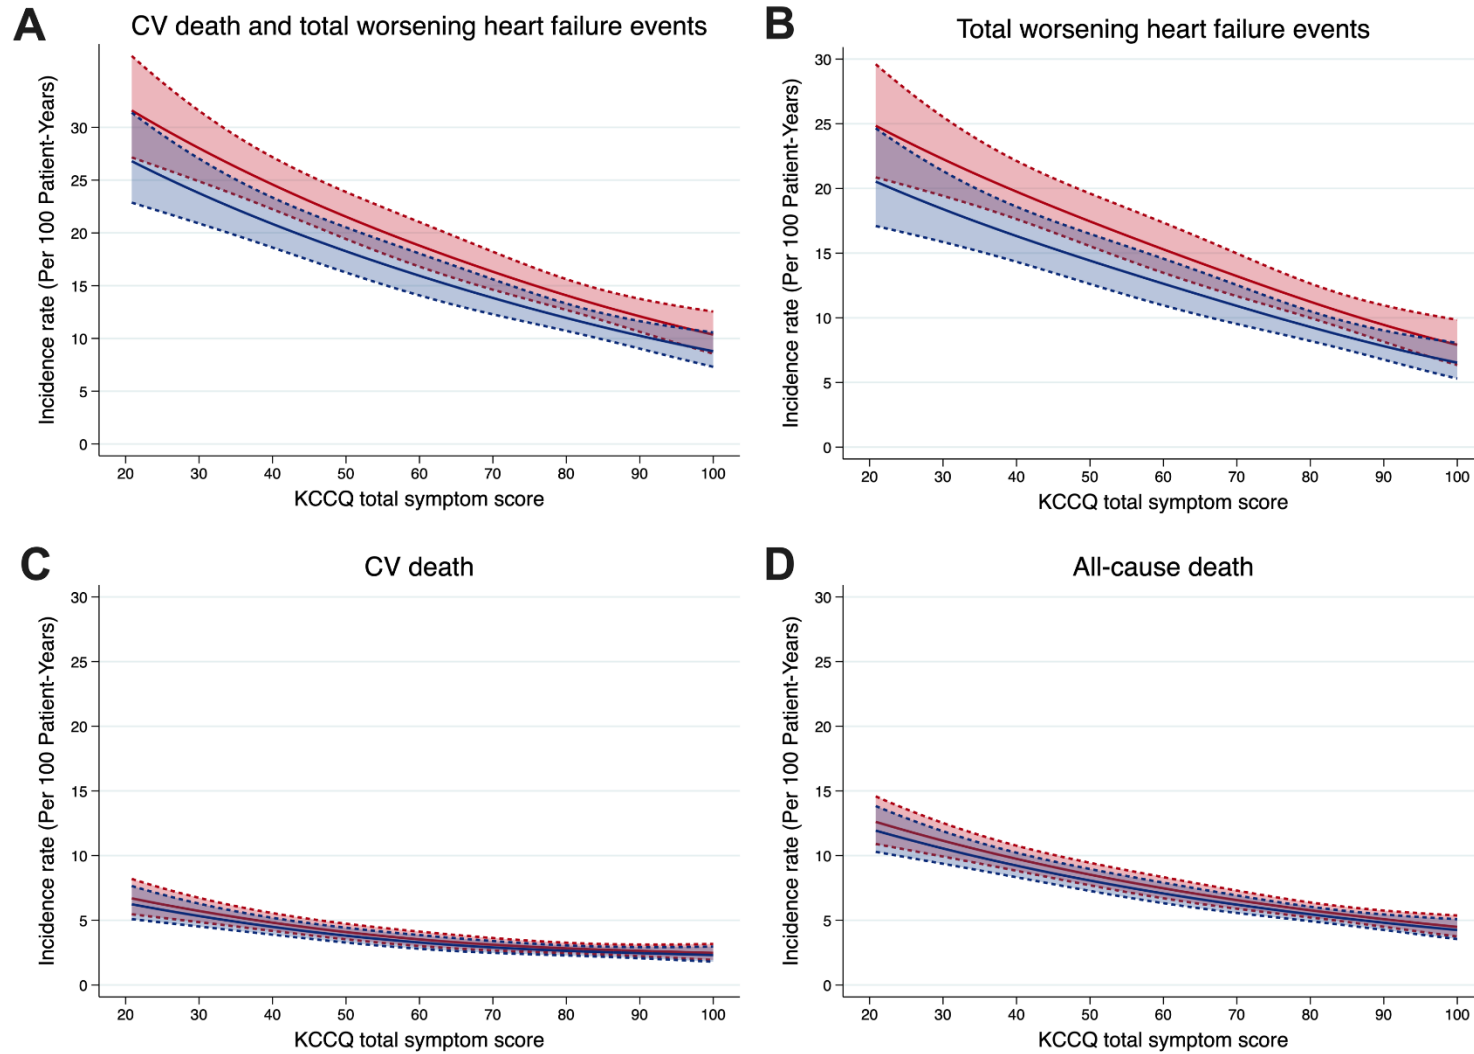 A
CV death and total worsening heart failure events
Incidence rate (Per 100 Patient-Years)
30
25
20
15
10
5
0
20 30 40 50 60 70 80 90 100
KCCQ total symptom score
B
Total worsening heart failure events
Incidence rate (Per 100 Patient-Years)
30
25
20
15
10
5
0
20 30 40 50 60 70 80 90 100
KCCQ total symptom score
C
CV death
Incidence rate (Per 100 Patient-Years)
30
25
20
15
10
5
0
20 30 40 50 60 70 80 90 100
KCCQ total symptom score
D
All-cause death
Incidence rate (Per 100 Patient-Years)
30
25
20
15
10
5
0
20 30 40 50 60 70 80 90 100
KCCQ total symptom score